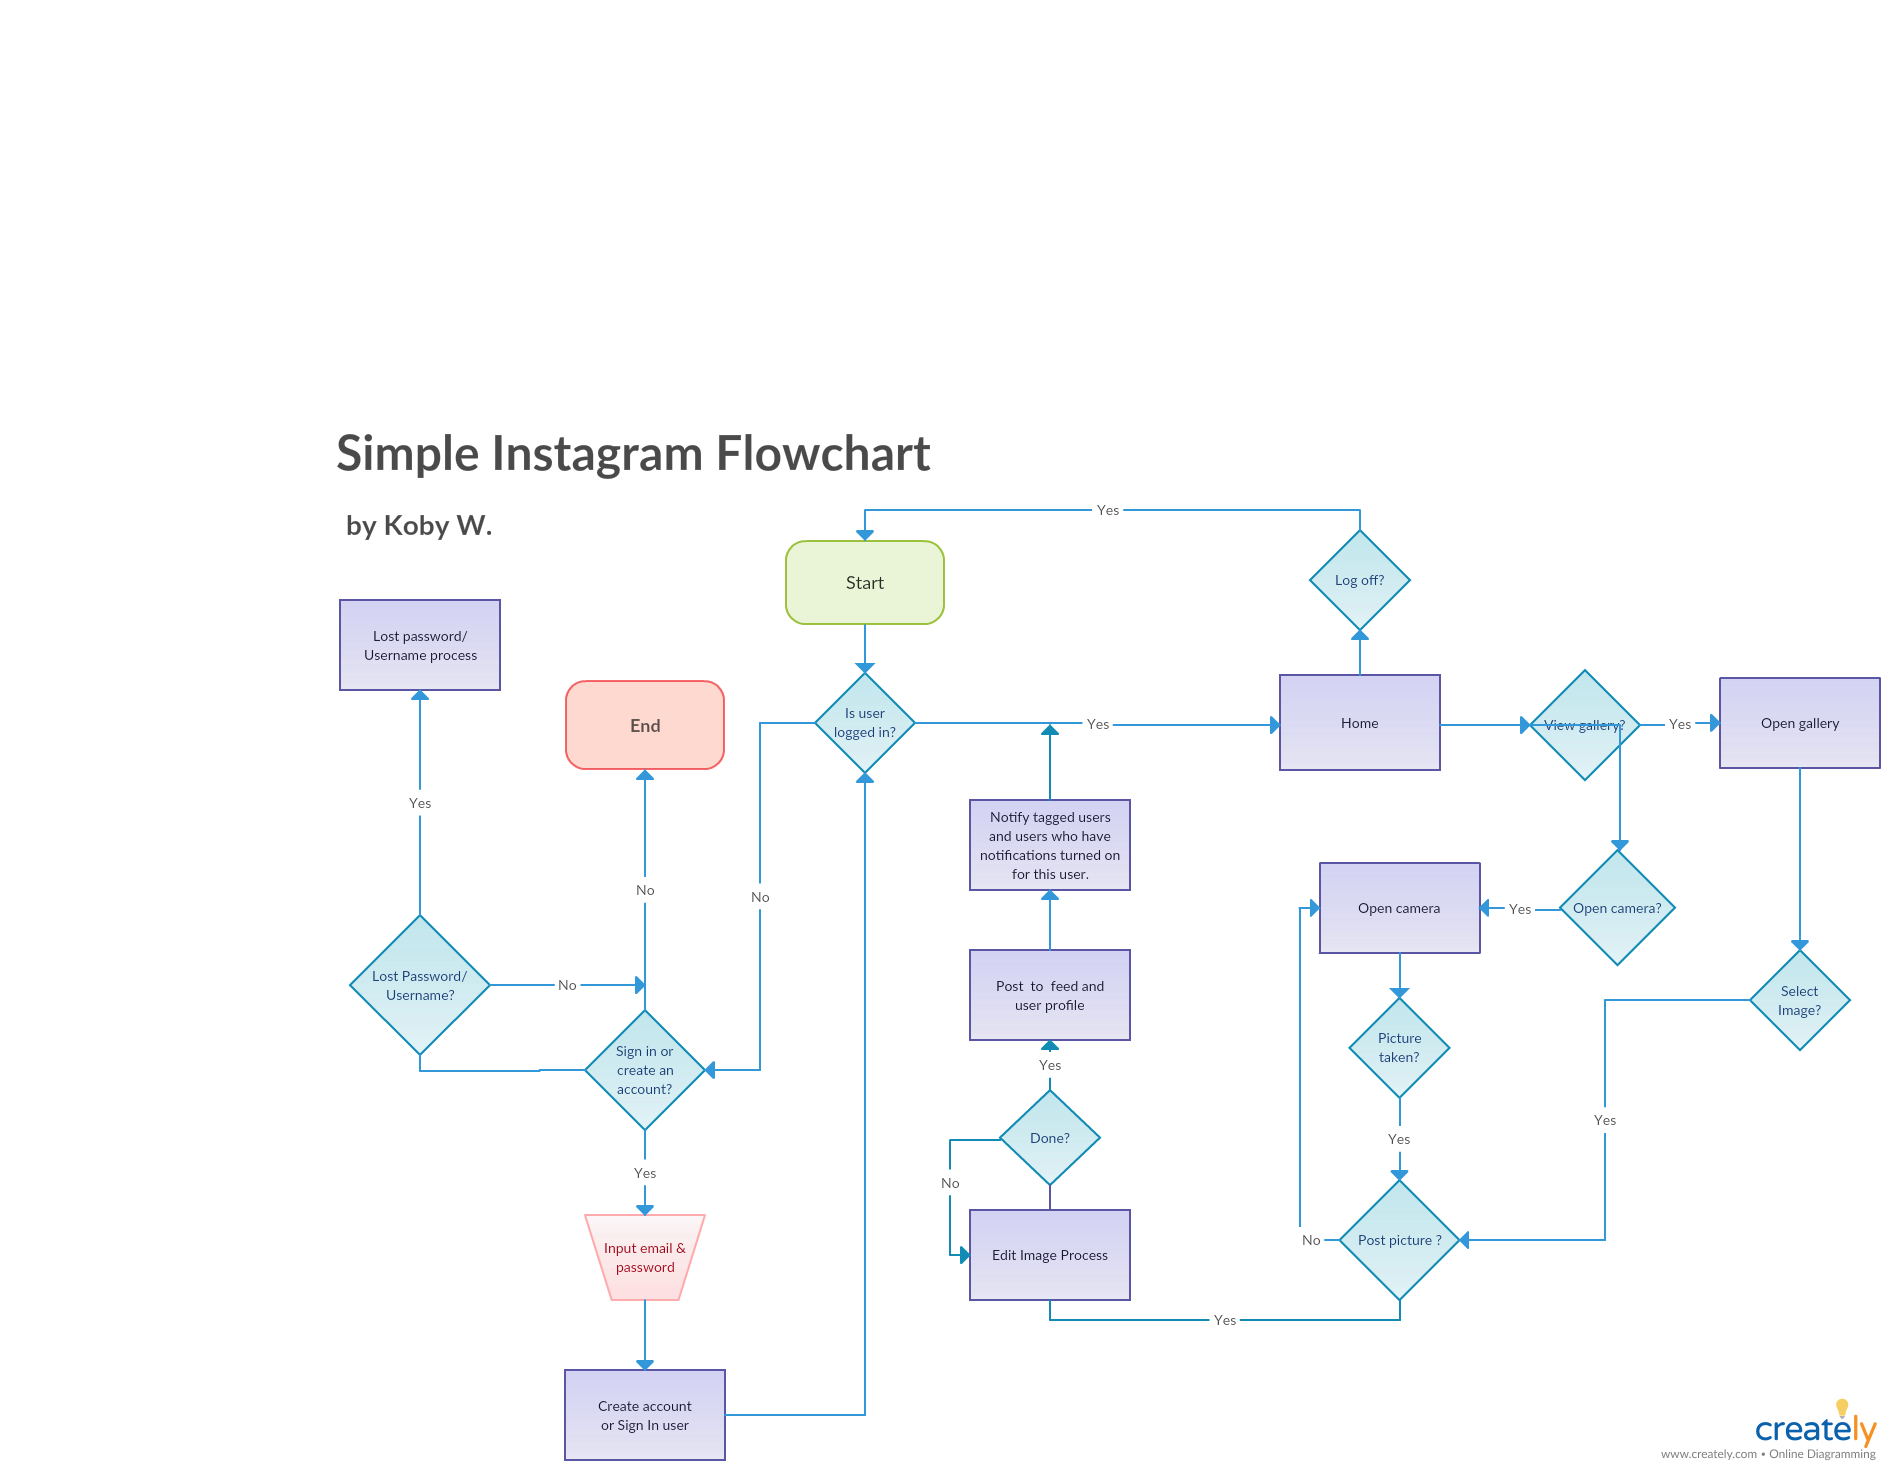 Simple Instagram Flowchart
by Koby W.
Yes
Start
Log off?
Lost password/
Username process
End
Is user
logged in?
Yes
Home
View gallery?
Yes
Open gallery
Yes
No
No
Notify tagged users
and users who have
notifications turned on
for this user.
Open camera
Yes
Open camera?
Lost Password/
Username?
No
Post  to  feed and
user profile
Select
Image?
Sign in or
create an
account?
Picture
taken?
Yes
Done?
Yes
Yes
Yes
No
Input email &
password
Edit Image Process
No
Post picture ?
Yes
Create account
or Sign In user
creately
www.creately.com • Online Diagramming